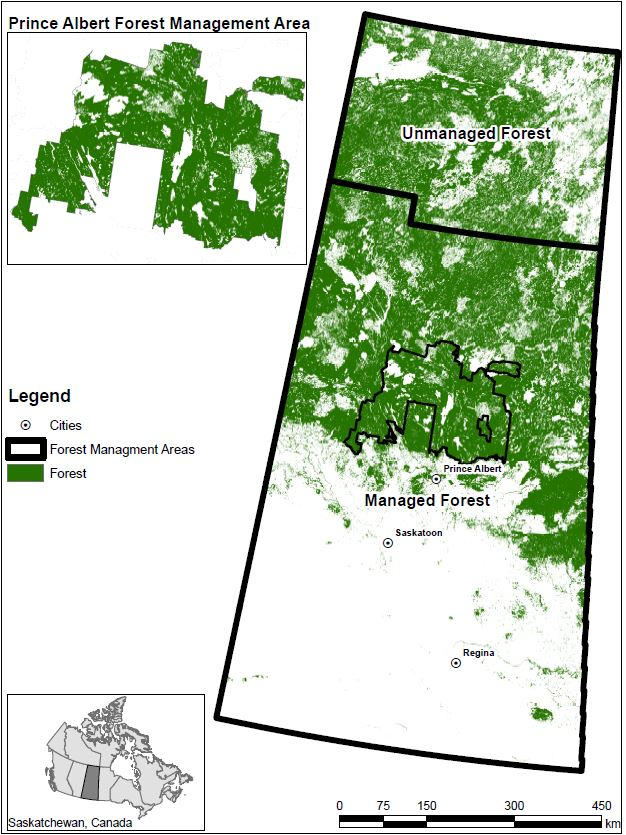 Prince Albert Forest Management Area
Unmanaged Forest
Legend
Cities
Forest Managment Areas
Forest
Prince Albert
Managed Forest
Saskatoon
Regina
Saskatchewan, Canada
0 75 150 300 450
km